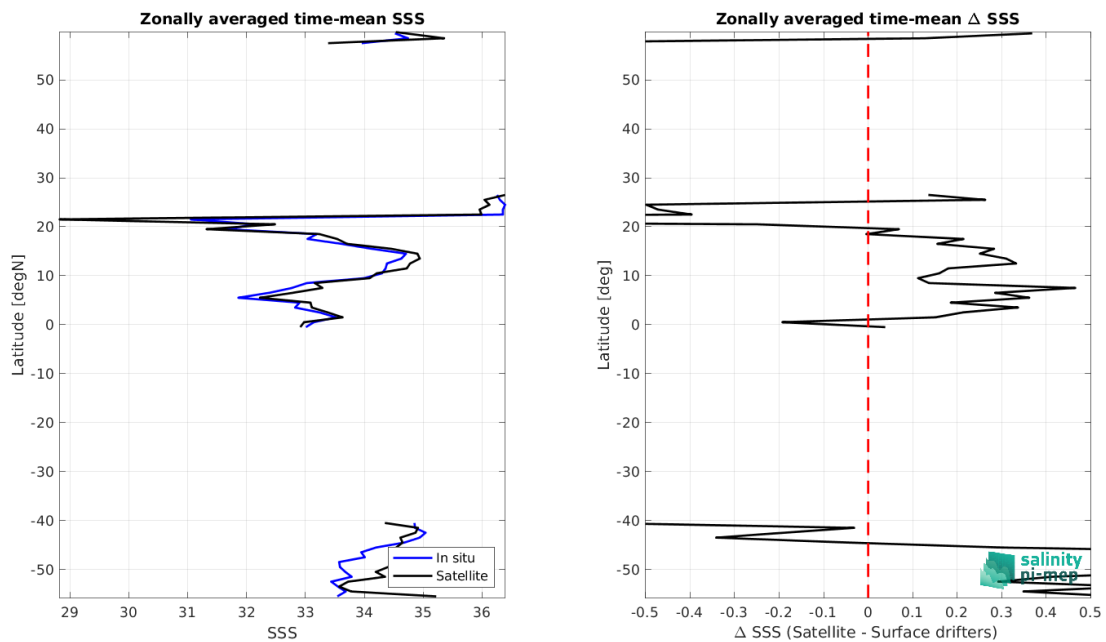 Zonally averaged time-mean SSS
50
40
30
20
10
0
-10
-20
-30
-40
-50
Latitude [degN]
In situ
Satellite
29 30 31 32 33 34 35 36
SSS
Zonally averaged time-mean Δ SSS
50
40
30
20
10
0
-10
-20
-30
-40
-50
Latitude [deg]
salinity
pi-mep
-0.5 -0.4 -0.3 -0.2 -0.1 0 0.1 0.2 0.3 0.4 0.5
Δ SSS (Satellite - Surface drifters)